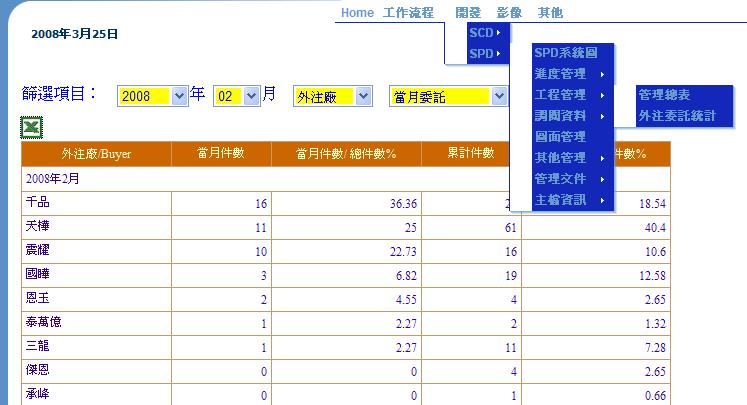 Home 工作流程 開發 影像 其他
2008年3月25日
SCD
SPD
SPD系統圖
進度管理
工程管理
調閱資料
圖面管理
其他管理
管理文件
主檔資訊
管理總表
外注委託統計
篩選項目： 2008 年 02 月 外注廠 當月委託
外注廠/Buyer 當月件數 當月件數/總件數% 累計件數 件數%
2008年2月
千品 16 36.36 2 18.54
天樺 11 25 61 40.4
震耀 10 22.73 16 10.6
國曄 3 6.82 19 12.58
恩玉 2 4.55 4 2.65
泰萬億 1 2.27 2 1.32
三龍 1 2.27 11 7.28
傑恩 0 0 4 2.65
承峰 0 0 1 0.66